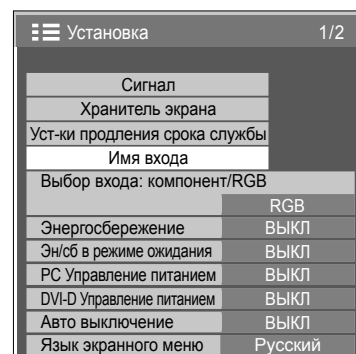 Установка 1/2
Сигнал
Хранитель экрана
Уст-ки продления срока службы
Имя входа
Выбор входа: компонент/RGB
RGB
Энергосбережение ВЫКЛ
Эн/сб в режиме ожидания ВЫКЛ
PC Управление питанием ВЫКЛ
DVI-D Управление питанием ВЫКЛ
Авто выключение ВЫКЛ
Язык экранного меню Русский